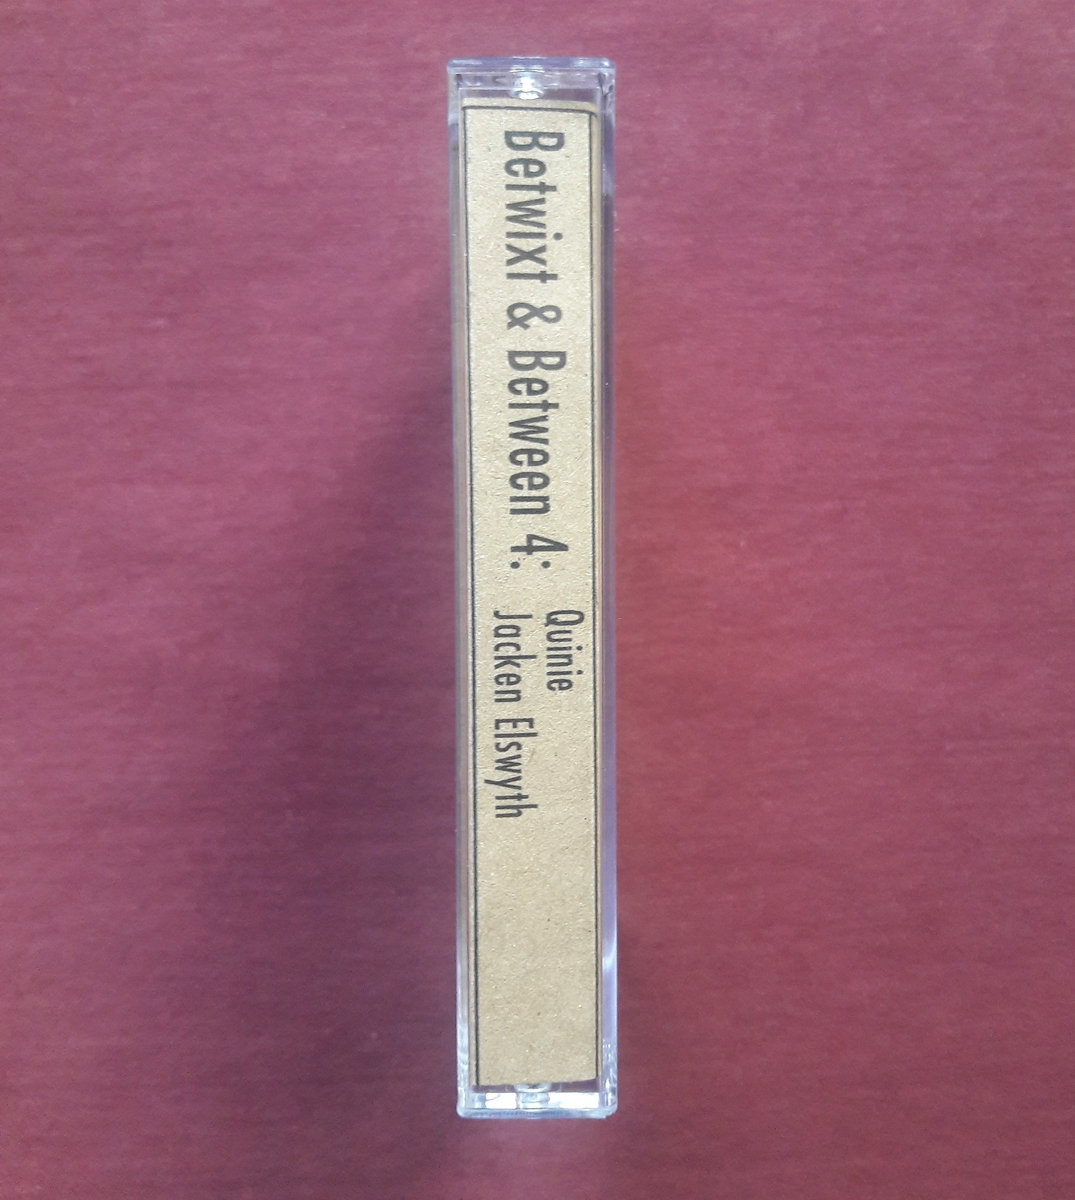 Betwixt & Between 4:
Quinie
Jacken Elswyth